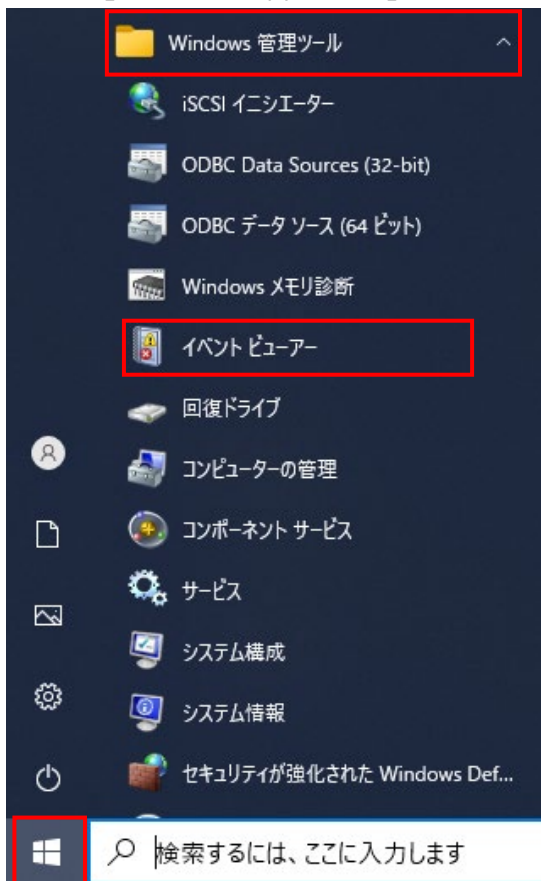 Windows 管理ツール
iSCSI イニシエーター
ODBC Data Sources (32-bit)
ODBC データ ソース (64 ビット)
Windows メモリ診断
イベント ビューアー
回復ドライブ
コンピューターの管理
コンポーネント サービス
サービス
システム構成
システム情報
セキュリティが強化された Windows Def...
検索するには、ここに入力します